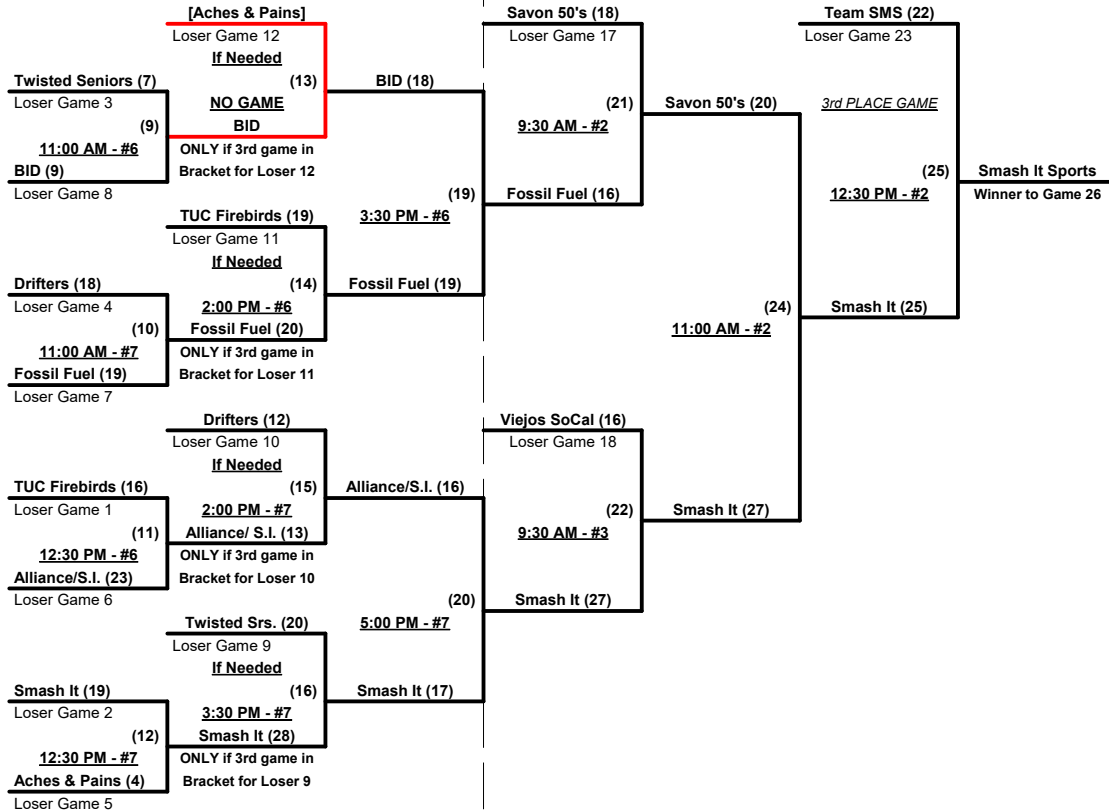 [Aches & Pains]
Loser Game 12
If Needed
(13)
NO GAME
BID
ONLY if 3rd game in
Bracket for Loser 12
Twisted Seniors (7)
Loser Game 3
(9)
11:00 AM - #6
BID (9)
Loser Game 8
TUC Firebirds (19)
Loser Game 11
If Needed
(14)
2:00 PM - #6
Fossil Fuel (20)
ONLY if 3rd game in
Bracket for Loser 11
Drifters (18)
Loser Game 4
(10)
11:00 AM - #7
Fossil Fuel (19)
Loser Game 7
Drifters (12)
Loser Game 10
If Needed
(15)
2:00 PM - #7
Alliance/ S.I. (13)
ONLY if 3rd game in
Bracket for Loser 10
TUC Firebirds (16)
Loser Game 1
(11)
12:30 PM - #6
Alliance/S.I. (23)
Loser Game 6
Twisted Srs. (20)
Loser Game 9
If Needed
(16)
3:30 PM - #7
Smash It (28)
ONLY if 3rd game in
Bracket for Loser 9
Smash It (19)
Loser Game 2
(12)
12:30 PM - #7
Aches & Pains (4)
Loser Game 5
BID (18)
(19)
3:30 PM - #6
Fossil Fuel (19)
Alliance/S.I. (16)
(20)
5:00 PM - #7
Smash It (17)
Savon 50's (18)
Loser Game 17
(21)
9:30 AM - #2
Fossil Fuel (16)
Viejos SoCal (16)
Loser Game 18
(22)
9:30 AM - #3
Smash It (27)
Savon 50's (20)
(24)
11:00 AM - #2
Smash It (27)
Team SMS (22)
Loser Game 23
3rd PLACE GAME
(25)
12:30 PM - #2
Smash It (25)
Smash It Sports
Winner to Game 26